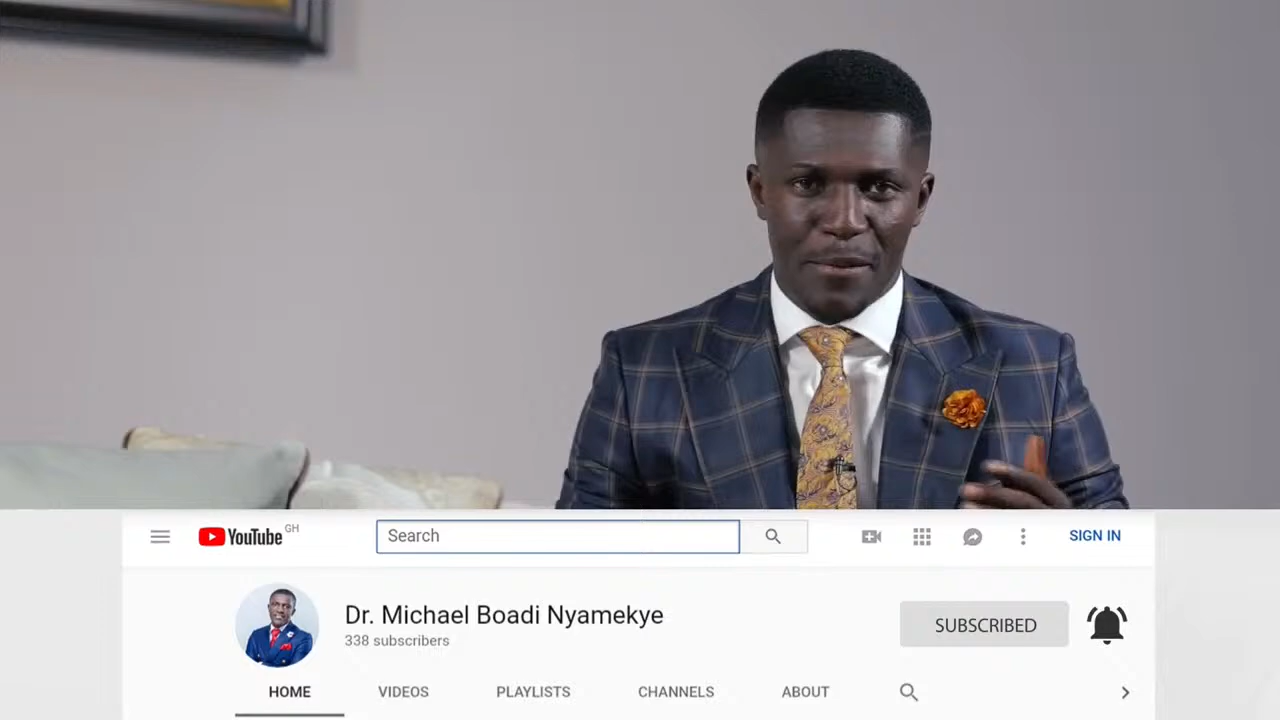 YouTube GH
Search
SIGN IN
Dr. Michael Boadi Nyamekye
338 subscribers
SUBSCRIBED
HOME VIDEOS PLAYLISTS CHANNELS ABOUT